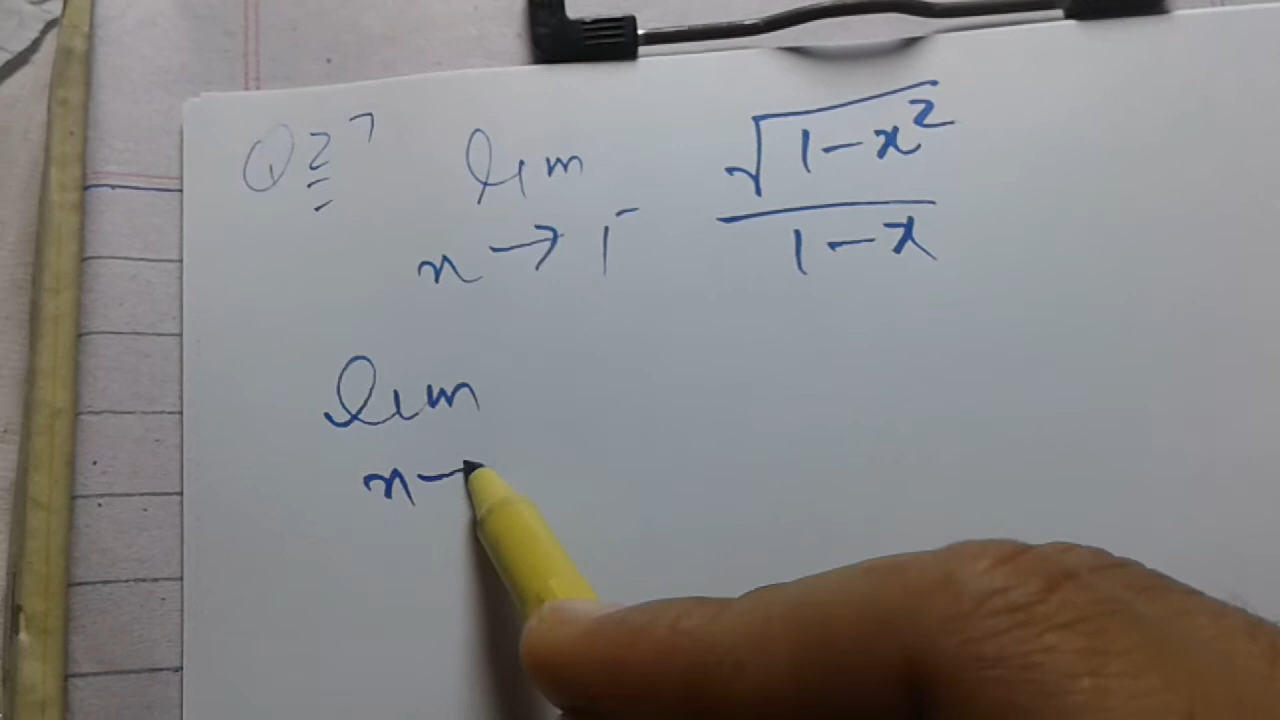 Q27 lim √1-x²
x → 1⁻ 1-x
lim
x →